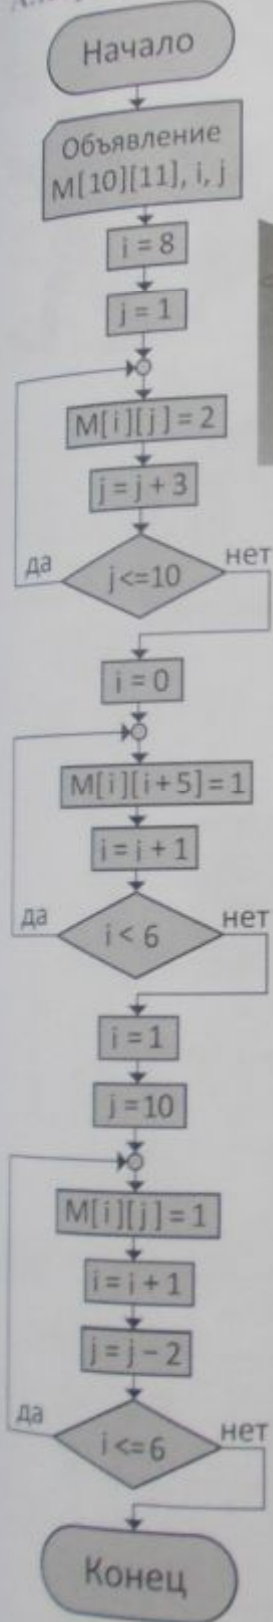 Начало
Объявление
M[10][11], i, j
i = 8
j = 1
M[i][j] = 2
j = j + 3
да
j<=10
нет
i = 0
M[i][i+5] = 1
i = i + 1
да
i < 6
нет
i = 1
j = 10
M[i][j] = 1
i = i + 1
j = j − 2
да
i <= 6
нет
Конец